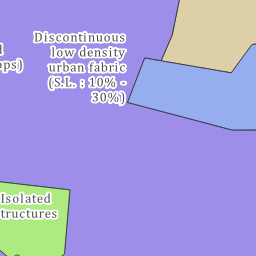 Discontinuous
low density
urban fabric
(S.L. : 10% -
30%)
Isolated
tructures